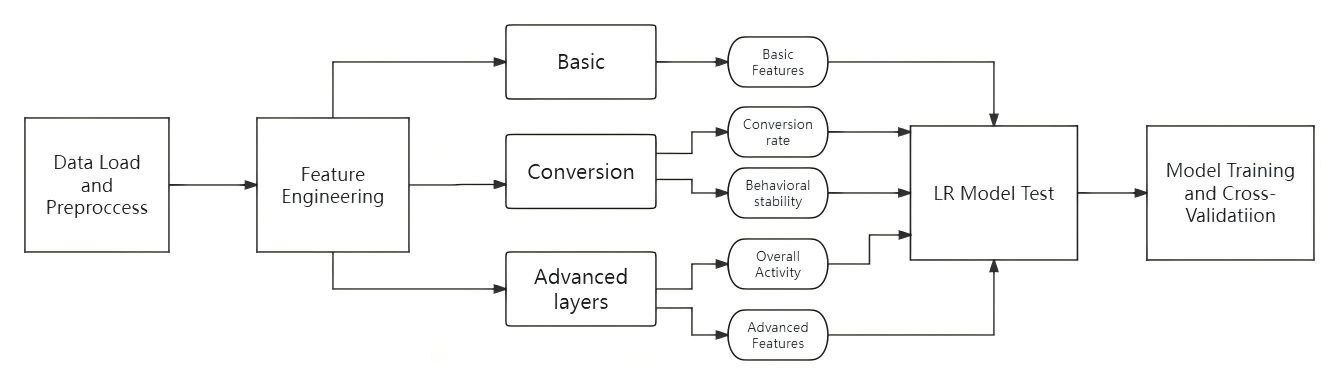 Data Load
and
Preproccess
Feature
Engineering
Basic
Conversion
Advanced
layers
Basic
Features
Conversion
rate
Behavioral
stability
Overall
Activity
Advanced
Features
LR Model Test
Model Training
and Cross-
Validatiion